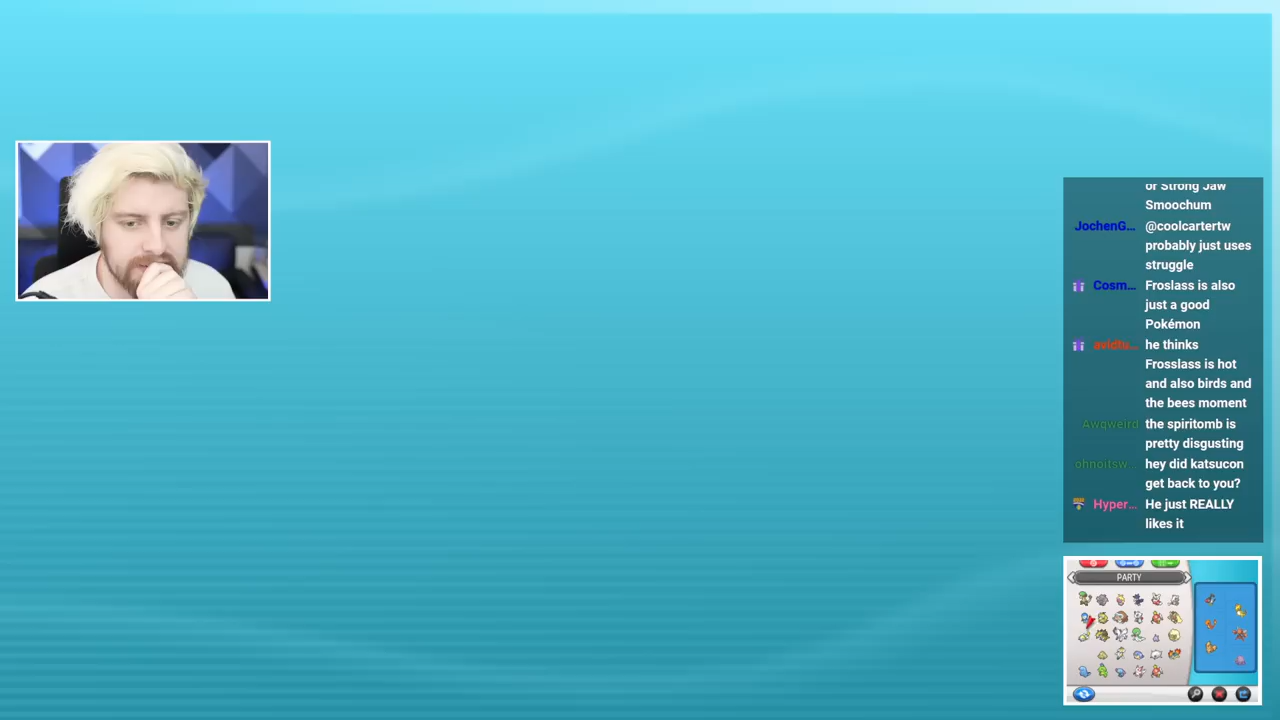 or Strong Jaw
Smoochum
JochenG... @coolcartertw
probably just uses
struggle
Cosm... Froslass is also
just a good
Pokémon
avidtu... he thinks
Frosslass is hot
and also birds and
the bees moment
Awqweird the spiritomb is
pretty disgusting
ohnoitsw... hey did katsucon
get back to you?
Hyper... He just REALLY
likes it
PARTY